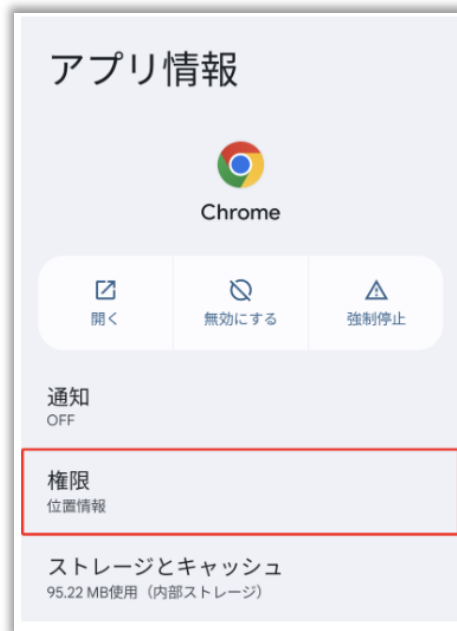 アプリ情報
Chrome
開く
無効にする
強制停止
通知
OFF
権限
位置情報
ストレージとキャッシュ
95.22 MB使用（内部ストレージ）